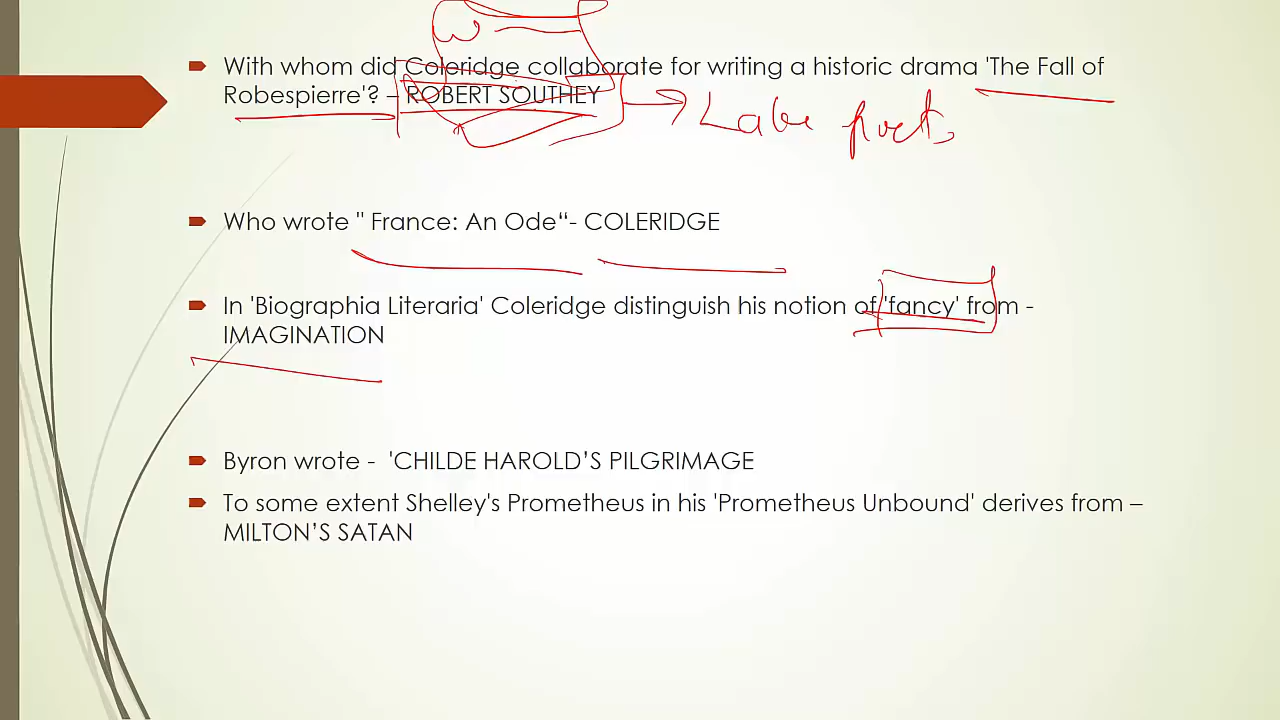 W
With whom did Coleridge collaborate for writing a historic drama 'The Fall of
Robespierre'? – ROBERT SOUTHEY
Lake poets
Who wrote " France: An Ode“- COLERIDGE
In 'Biographia Literaria' Coleridge distinguish his notion of 'fancy' from -
IMAGINATION
Byron wrote - 'CHILDE HAROLD’S PILGRIMAGE
To some extent Shelley's Prometheus in his 'Prometheus Unbound' derives from –
MILTON’S SATAN